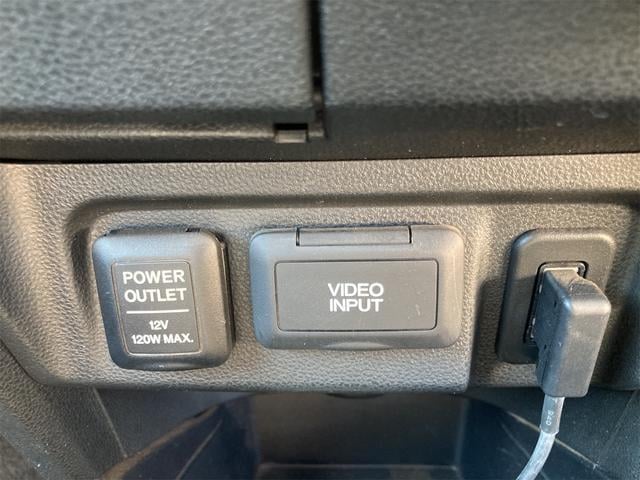 POWER
OUTLET
12V
120W MAX.
VIDEO
INPUT